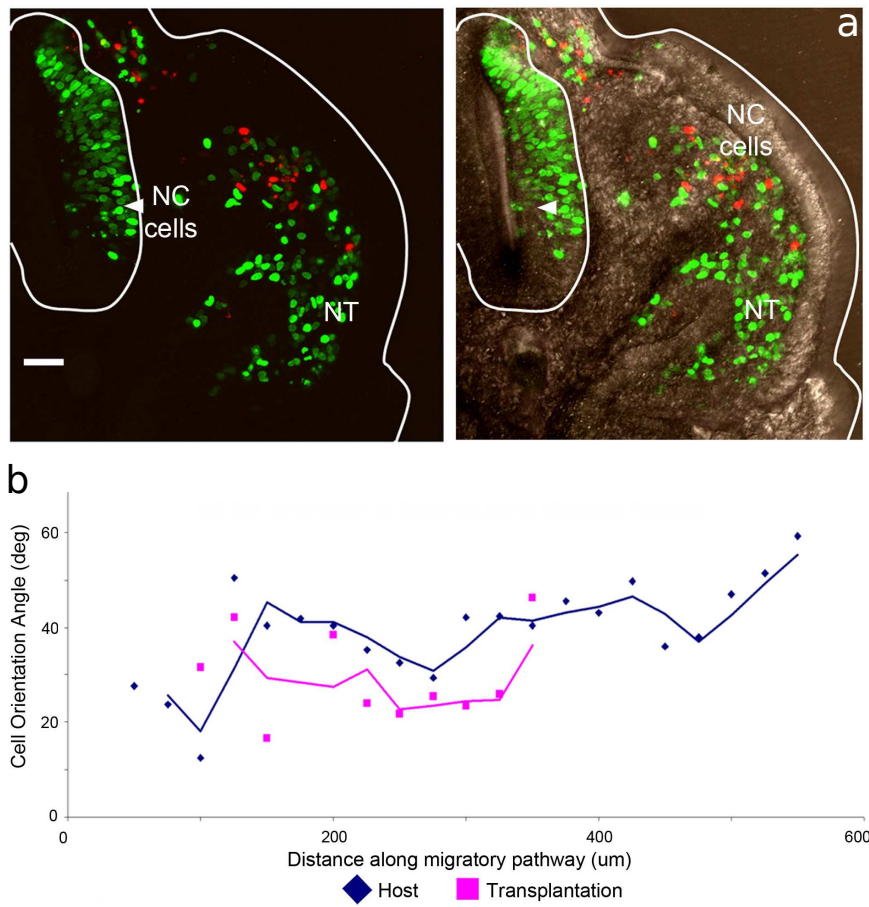 a
NC
cells
NT
NC
cells
NT
b
Cell Orientation Angle (deg)
60
40
20
0
0
200
400
600
Distance along migratory pathway (um)
Host
Transplantation